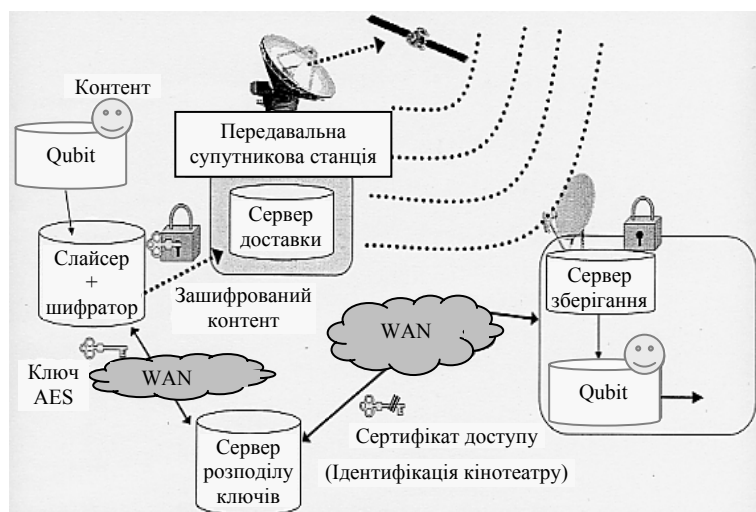 Контент
Qubit
Передавальна
супутникова станція
Сервер
доставки
Слайсер
+
шифратор
Зашифрований
контент
Сервер
зберігання
WAN
Ключ
AES
WAN
Qubit
Сертифікат доступу
(Ідентифікація кінотеатру)
Сервер
розподілу
ключів